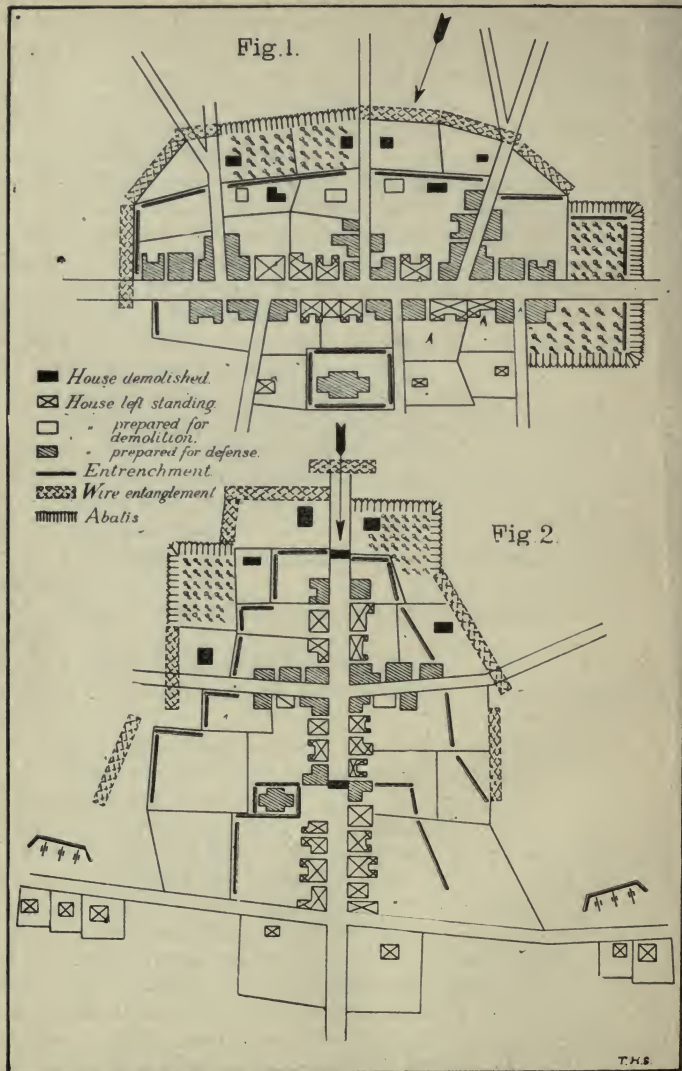 Fig. 1.
House demolished.
House left standing.
" prepared for
demolition.
" prepared for defense.
Entrenchment
Wire entanglement
Abatis
Fig 2.
T.H.S.